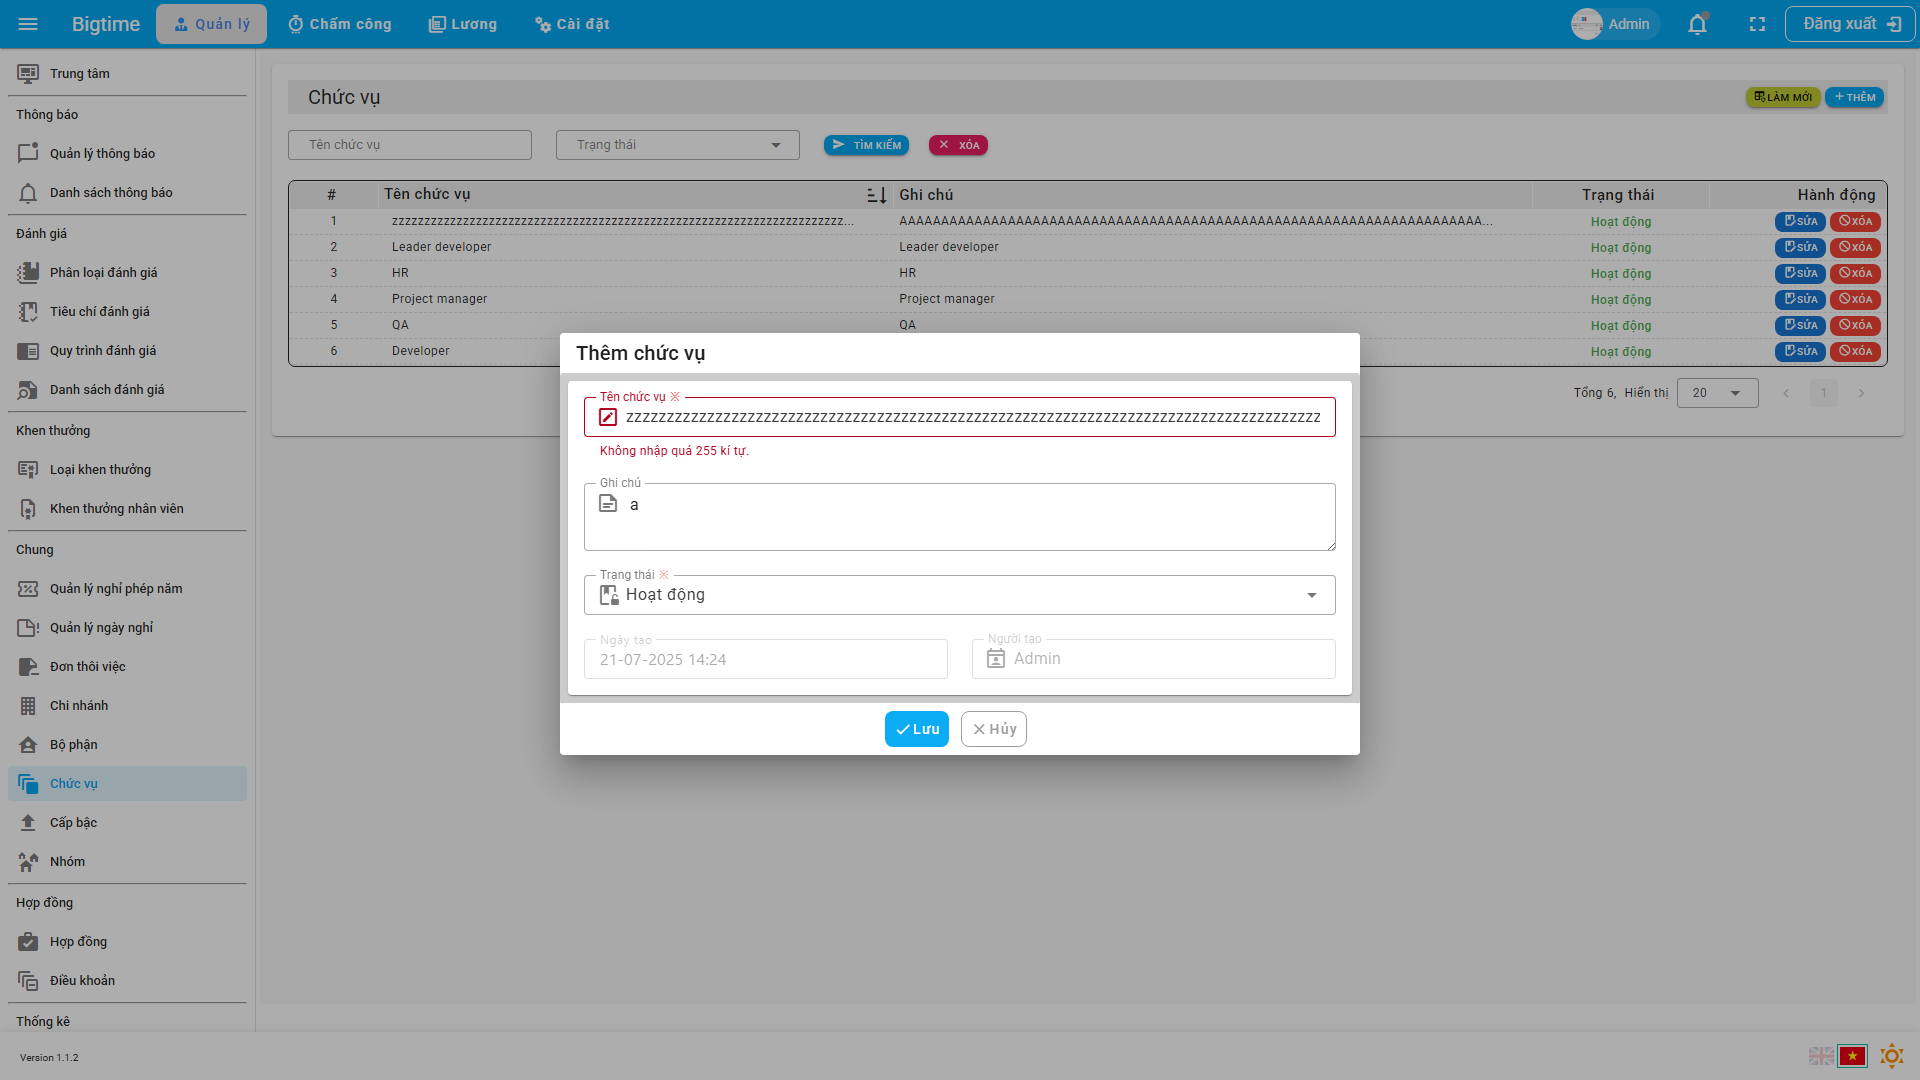 Bigtime
Quản lý
Chấm công
Lương
Cài đặt
Admin
Đăng xuất
Trung tâm
Thông báo
Quản lý thông báo
Danh sách thông báo
Đánh giá
Phân loại đánh giá
Tiêu chí đánh giá
Quy trình đánh giá
Danh sách đánh giá
Khen thưởng
Loại khen thưởng
Khen thưởng nhân viên
Chung
Quản lý nghỉ phép năm
Quản lý ngày nghỉ
Đơn thôi việc
Chi nhánh
Bộ phận
Chức vụ
Cấp bậc
Nhóm
Hợp đồng
Hợp đồng
Điều khoản
Thống kê
Version 1.1.2
Chức vụ
LÀM MỚI
THÊM
Tên chức vụ
Trạng thái
TÌM KIẾM
XÓA
# Tên chức vụ Ghi chú Trạng thái Hành động
1 Hoạt động SỬA XÓA
2 Leader developer Leader developer Hoạt động SỬA XÓA
3 HR HR Hoạt động SỬA XÓA
4 Project manager Project manager Hoạt động SỬA XÓA
5 QA QA Hoạt động SỬA XÓA
6 Developer Hoạt động SỬA XÓA
Tổng 6, Hiển thị 20 1
Thêm chức vụ
Tên chức vụ ※
Không nhập quá 255 kí tự.
Ghi chú
a
Trạng thái ※
Hoạt động
Ngày tạo
21-07-2025 14:24
Người tạo
Admin
Lưu
Hủy